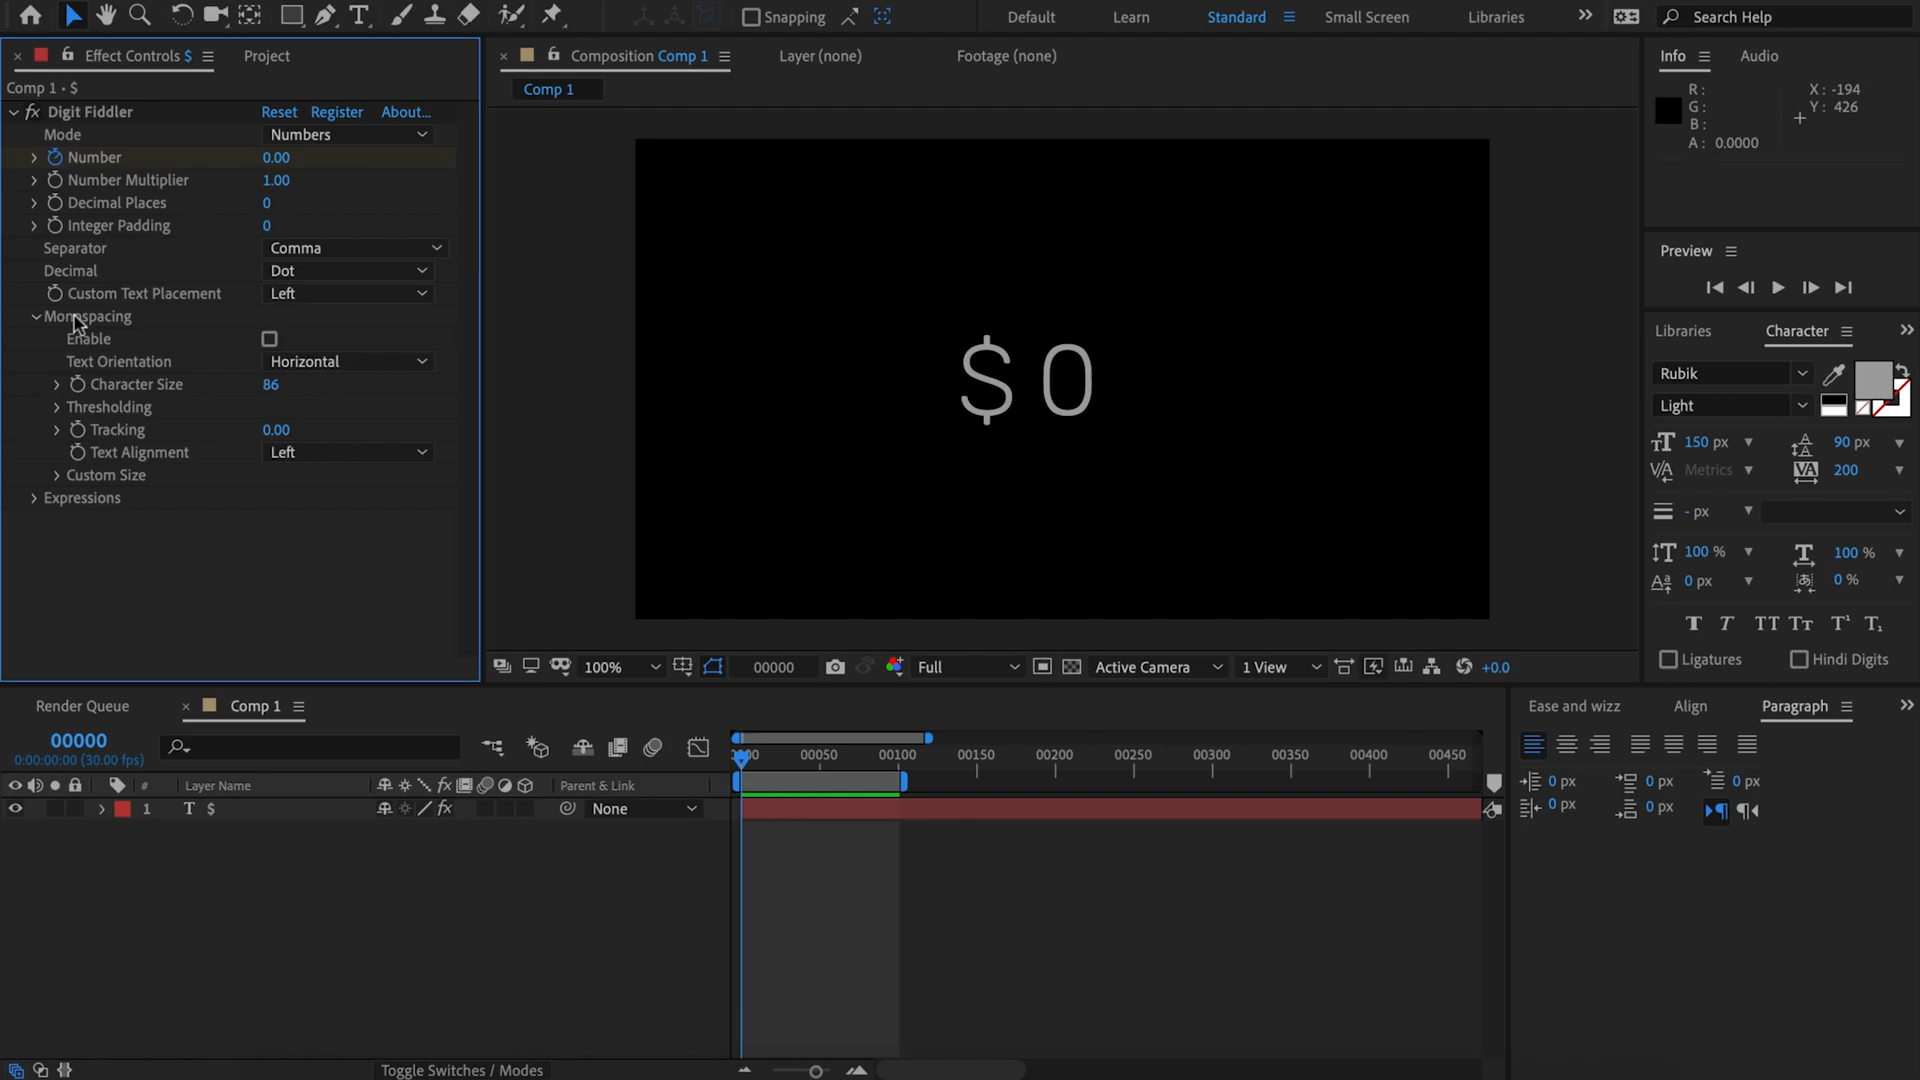 Snapping
Default
Learn
Standard
Small Screen
Libraries
Search Help
Effect Controls $
Project
Composition Comp 1
Layer (none)
Footage (none)
Info
Audio
Comp 1 • $
Comp 1
R :
G :
B :
A : 0.0000
X : -194
Y : 426
Digit Fiddler
Reset
Register
About...
Mode
Numbers
Number
0.00
Number Multiplier
1.00
Decimal Places
0
Integer Padding
0
Separator
Comma
Decimal
Dot
Custom Text Placement
Left
Monospacing
Enable
Text Orientation
Horizontal
Character Size
86
Thresholding
Tracking
0.00
Text Alignment
Left
Custom Size
Expressions
$ 0
Preview
Libraries
Character
Rubik
Light
150 px
90 px
Metrics
200
- px
100 %
100 %
0 px
0 %
Ligatures
Hindi Digits
100%
00000
Full
Active Camera
1 View
+0.0
Render Queue
Comp 1
Ease and wizz
Align
Paragraph
00000
0:00:00:00 (30.00 fps)
00050
00100
00150
00200
00250
00300
00350
00400
00450
#
Layer Name
Parent & Link
0 px
0 px
0 px
0 px
0 px
1
T
$
None
Toggle Switches / Modes